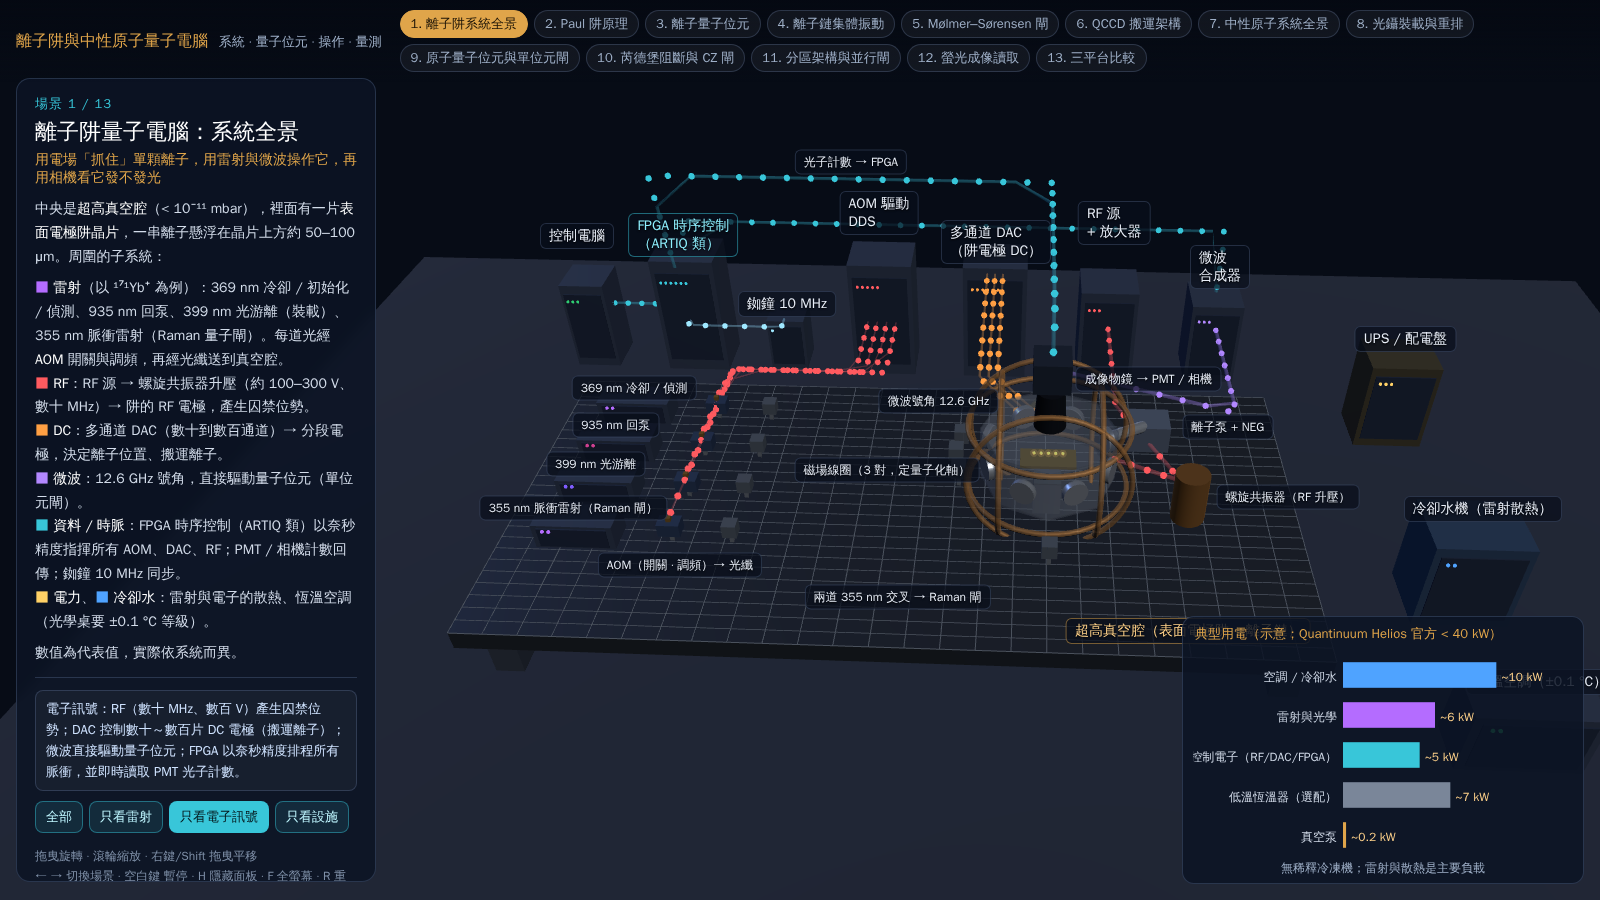 離子阱與中性原子量子電腦 系統 · 量子位元 · 操作 · 量測
1. 離子阱系統全景
2. Paul 阱原理
3. 離子量子位元
4. 離子鏈集體振動
5. Mølmer–Sørensen 閘
6. QCCD 搬運架構
7. 中性原子系統全景
8. 光鑷裝載與重排
9. 原子量子位元與單位元閘
10. 芮德堡阻斷與 CZ 閘
11. 分區架構與並行閘
12. 螢光成像讀取
13. 三平台比較
場景 1 / 13
離子阱量子電腦：系統全景
用電場「抓住」單顆離子，用雷射與微波操作它，再
用相機看它發不發光
中央是超高真空腔（< 10⁻¹¹ mbar），裡面有一片表
面電極阱晶片，一串離子懸浮在晶片上方約 50–100
μm。周圍的子系統：
雷射（以 ¹⁷¹Yb⁺ 為例）：369 nm 冷卻 / 初始化
/ 偵測、935 nm 回泵、399 nm 光游離（裝載）、
355 nm 脈衝雷射（Raman 量子閘）。每道光經
AOM 開關與調頻，再經光纖送到真空腔。
RF：RF 源 → 螺旋共振器升壓（約 100–300 V、
數十 MHz）→ 阱的 RF 電極，產生囚禁位勢。
DC：多通道 DAC（數十到數百通道）→ 分段電
極，決定離子位置、搬運離子。
微波：12.6 GHz 號角，直接驅動量子位元（單位
元閘）。
資料 / 時脈：FPGA 時序控制（ARTIQ 類）以奈秒
精度指揮所有 AOM、DAC、RF；PMT / 相機計數回
傳；銣鐘 10 MHz 同步。
電力、冷卻水：雷射與電子的散熱、恆溫空調
（光學桌要 ±0.1 °C 等級）。
數值為代表值，實際依系統而異。
電子訊號：RF（數十 MHz、數百 V）產生囚禁位
勢；DAC 控制數十～數百片 DC 電極（搬運離子）；
微波直接驅動量子位元；FPGA 以奈秒精度排程所有
脈衝，並即時讀取 PMT 光子計數。
全部
只看雷射
只看電子訊號
只看設施
拖曳旋轉 · 滾輪縮放 · 右鍵/Shift 拖曳平移
← → 切換場景 · 空白鍵 暫停 · H 隱藏面板 · F 全螢幕 · R 重
光子計數 → FPGA
AOM 驅動
DDS
控制電腦
FPGA 時序控制
（ARTIQ 類）
多通道 DAC
（阱電極 DC）
RF 源
+ 放大器
微波
合成器
銣鐘 10 MHz
UPS / 配電盤
369 nm 冷卻 / 偵測
成像物鏡 → PMT / 相機
微波號角 12.6 GHz
935 nm 回泵
離子泵 + NEG
399 nm 光游離
磁場線圈（3 對，定量子化軸）
螺旋共振器（RF 升壓）
355 nm 脈衝雷射（Raman 閘）
冷卻水機（雷射散熱）
AOM（開關 · 調頻）→ 光纖
兩道 355 nm 交叉 → Raman 閘
超高真空腔（表面
典型用電（示意；Quantinuum Helios 官方 < 40 kW）
空調 / 冷卻水 ~10 kW
（±0.1 °C）
雷射與光學 ~6 kW
控制電子（RF/DAC/FPGA） ~5 kW
低溫恆溫器（選配） ~7 kW
真空泵 ~0.2 kW
無稀釋冷凍機；雷射與散熱是主要負載